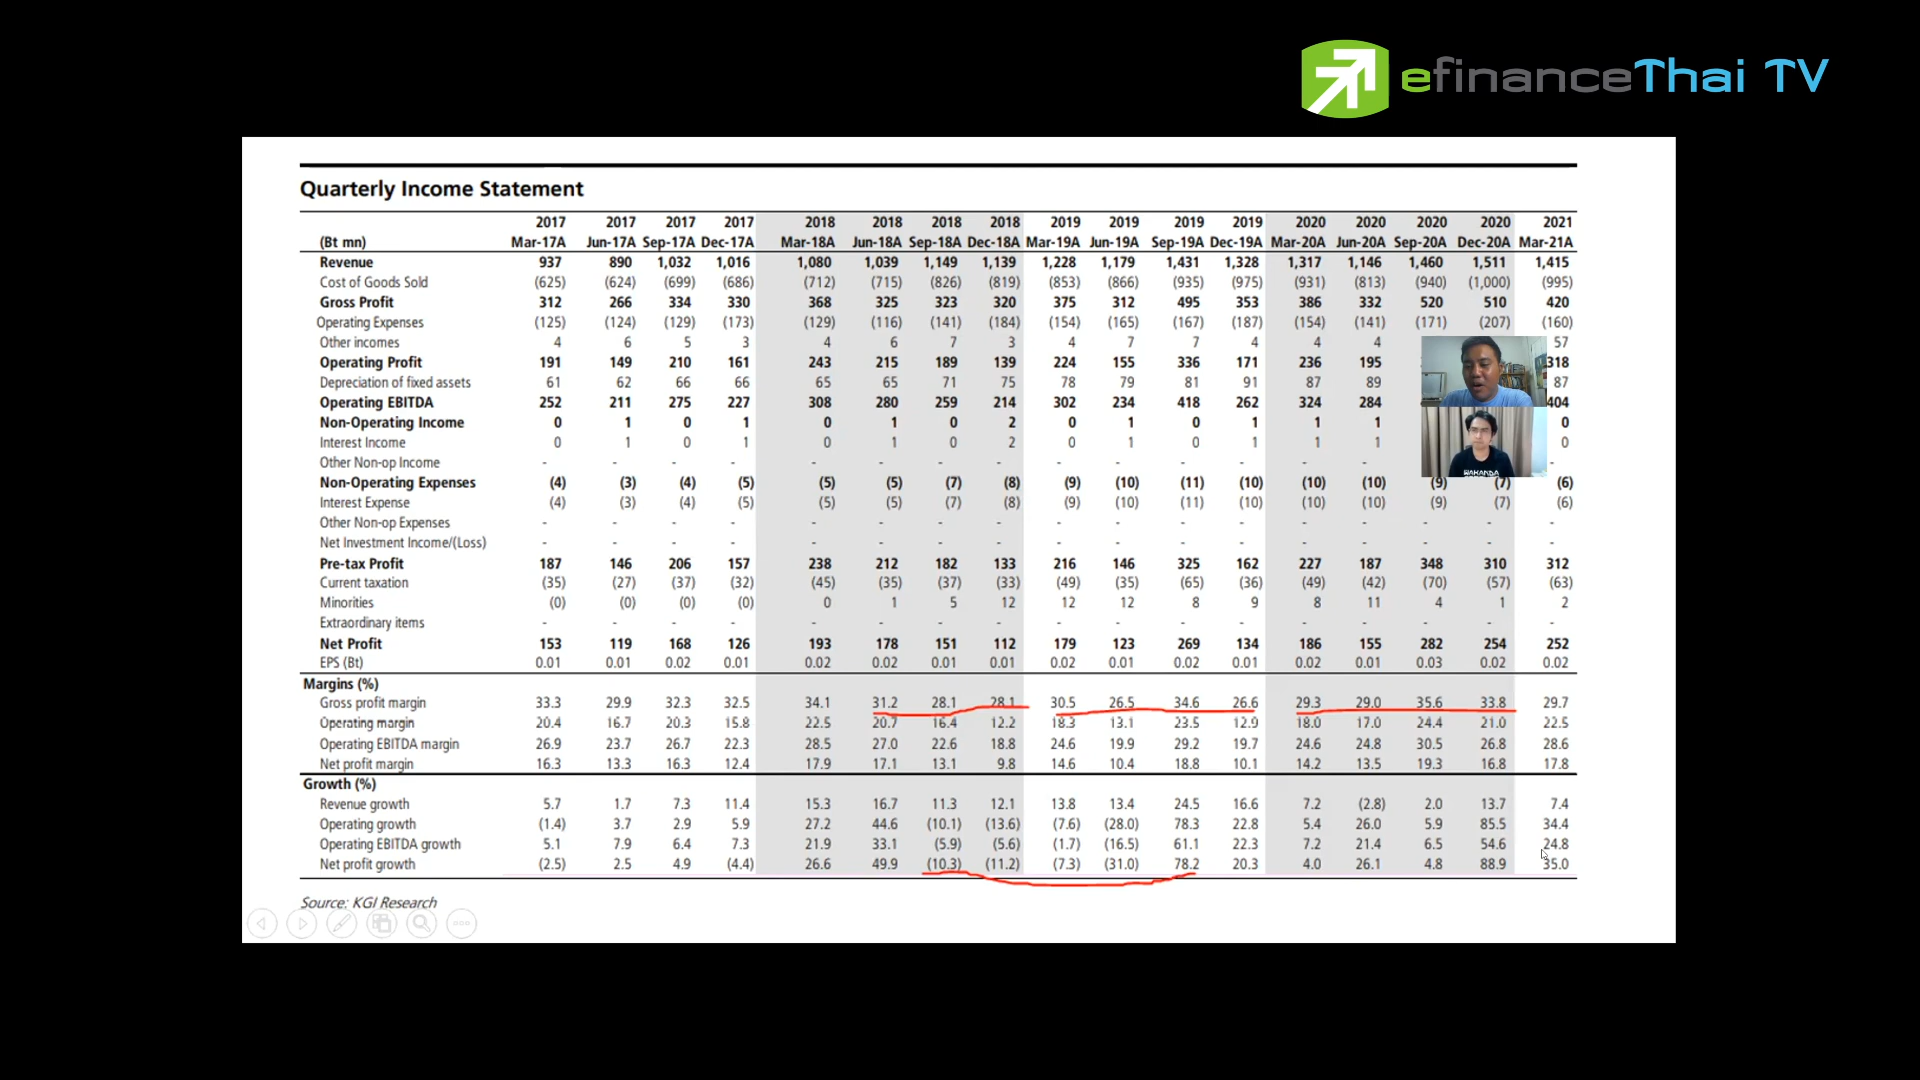 efinanceThai TV
Quarterly Income Statement
2017 2017 2017 2017 2018 2018 2018 2018 2019 2019 2019 2019 2020 2020 2020 2020 2021
(Bt mn) Mar-17A Jun-17A Sep-17A Dec-17A Mar-18A Jun-18A Sep-18A Dec-18A Mar-19A Jun-19A Sep-19A Dec-19A Mar-20A Jun-20A Sep-20A Dec-20A Mar-21A
Revenue 937 890 1,032 1,016 1,080 1,039 1,149 1,139 1,228 1,179 1,431 1,328 1,317 1,146 1,460 1,511 1,415
Cost of Goods Sold (625) (624) (699) (686) (712) (715) (826) (819) (853) (866) (935) (975) (931) (813) (940) (1,000) (995)
Gross Profit 312 266 334 330 368 325 323 320 375 312 495 353 386 332 520 510 420
Operating Expenses (125) (124) (129) (173) (129) (116) (141) (184) (154) (165) (167) (187) (154) (141) (171) (207) (160)
Other incomes 4 6 5 3 4 6 7 3 4 7 7 4 4 4 57
Operating Profit 191 149 210 161 243 215 189 139 224 155 336 171 236 195 318
Depreciation of fixed assets 61 62 66 66 65 65 71 75 78 79 81 91 87 89 87
Operating EBITDA 252 211 275 227 308 280 259 214 302 234 418 262 324 284 404
Non-Operating Income 0 1 0 1 0 1 0 2 0 1 0 1 1 1 0
Interest Income 0 1 0 1 0 1 0 2 0 1 0 1 1 1 0
Other Non-op Income - - - - - - - - - - - - - - -
Non-Operating Expenses (4) (3) (4) (5) (5) (5) (7) (8) (9) (10) (11) (10) (10) (10) (9) (7) (6)
Interest Expense (4) (3) (4) (5) (5) (5) (7) (8) (9) (10) (11) (10) (10) (10) (9) (7) (6)
Other Non-op Expenses - - - - - - - - - - - - - - - - -
Net Investment Income/(Loss) - - - - - - - - - - - - - - - - -
Pre-tax Profit 187 146 206 157 238 212 182 133 216 146 325 162 227 187 348 310 312
Current taxation (35) (27) (37) (32) (45) (35) (37) (33) (49) (35) (65) (36) (49) (42) (70) (57) (63)
Minorities (0) (0) (0) (0) 0 1 5 12 12 12 8 9 8 11 4 1 2
Extraordinary items - - - - - - - - - - - - - - - - -
Net Profit 153 119 168 126 193 178 151 112 179 123 269 134 186 155 282 254 252
EPS (Bt) 0.01 0.01 0.02 0.01 0.02 0.02 0.01 0.01 0.02 0.01 0.02 0.01 0.02 0.01 0.03 0.02 0.02
Margins (%)
Gross profit margin 33.3 29.9 32.3 32.5 34.1 31.2 28.1 28.1 30.5 26.5 34.6 26.6 29.3 29.0 35.6 33.8 29.7
Operating margin 20.4 16.7 20.3 15.8 22.5 20.7 16.4 12.2 18.3 13.1 23.5 12.9 18.0 17.0 24.4 21.0 22.5
Operating EBITDA margin 26.9 23.7 26.7 22.3 28.5 27.0 22.6 18.8 24.6 19.9 29.2 19.7 24.6 24.8 30.5 26.8 28.6
Net profit margin 16.3 13.3 16.3 12.4 17.9 17.1 13.1 9.8 14.6 10.4 18.8 10.1 14.2 13.5 19.3 16.8 17.8
Growth (%)
Revenue growth 5.7 1.7 7.3 11.4 15.3 16.7 11.3 12.1 13.8 13.4 24.5 16.6 7.2 (2.8) 2.0 13.7 7.4
Operating growth (1.4) 3.7 2.9 5.9 27.2 44.6 (10.1) (13.6) (7.6) (28.0) 78.3 22.8 5.4 26.0 5.9 85.5 34.4
Operating EBITDA growth 5.1 7.9 6.4 7.3 21.9 33.1 (5.9) (5.6) (1.7) (16.5) 61.1 22.3 7.2 21.4 6.5 54.6 24.8
Net profit growth (2.5) 2.5 4.9 (4.4) 26.6 49.9 (10.3) (11.2) (7.3) (31.0) 78.2 20.3 4.0 26.1 4.8 88.9 35.0
Source: KGI Research